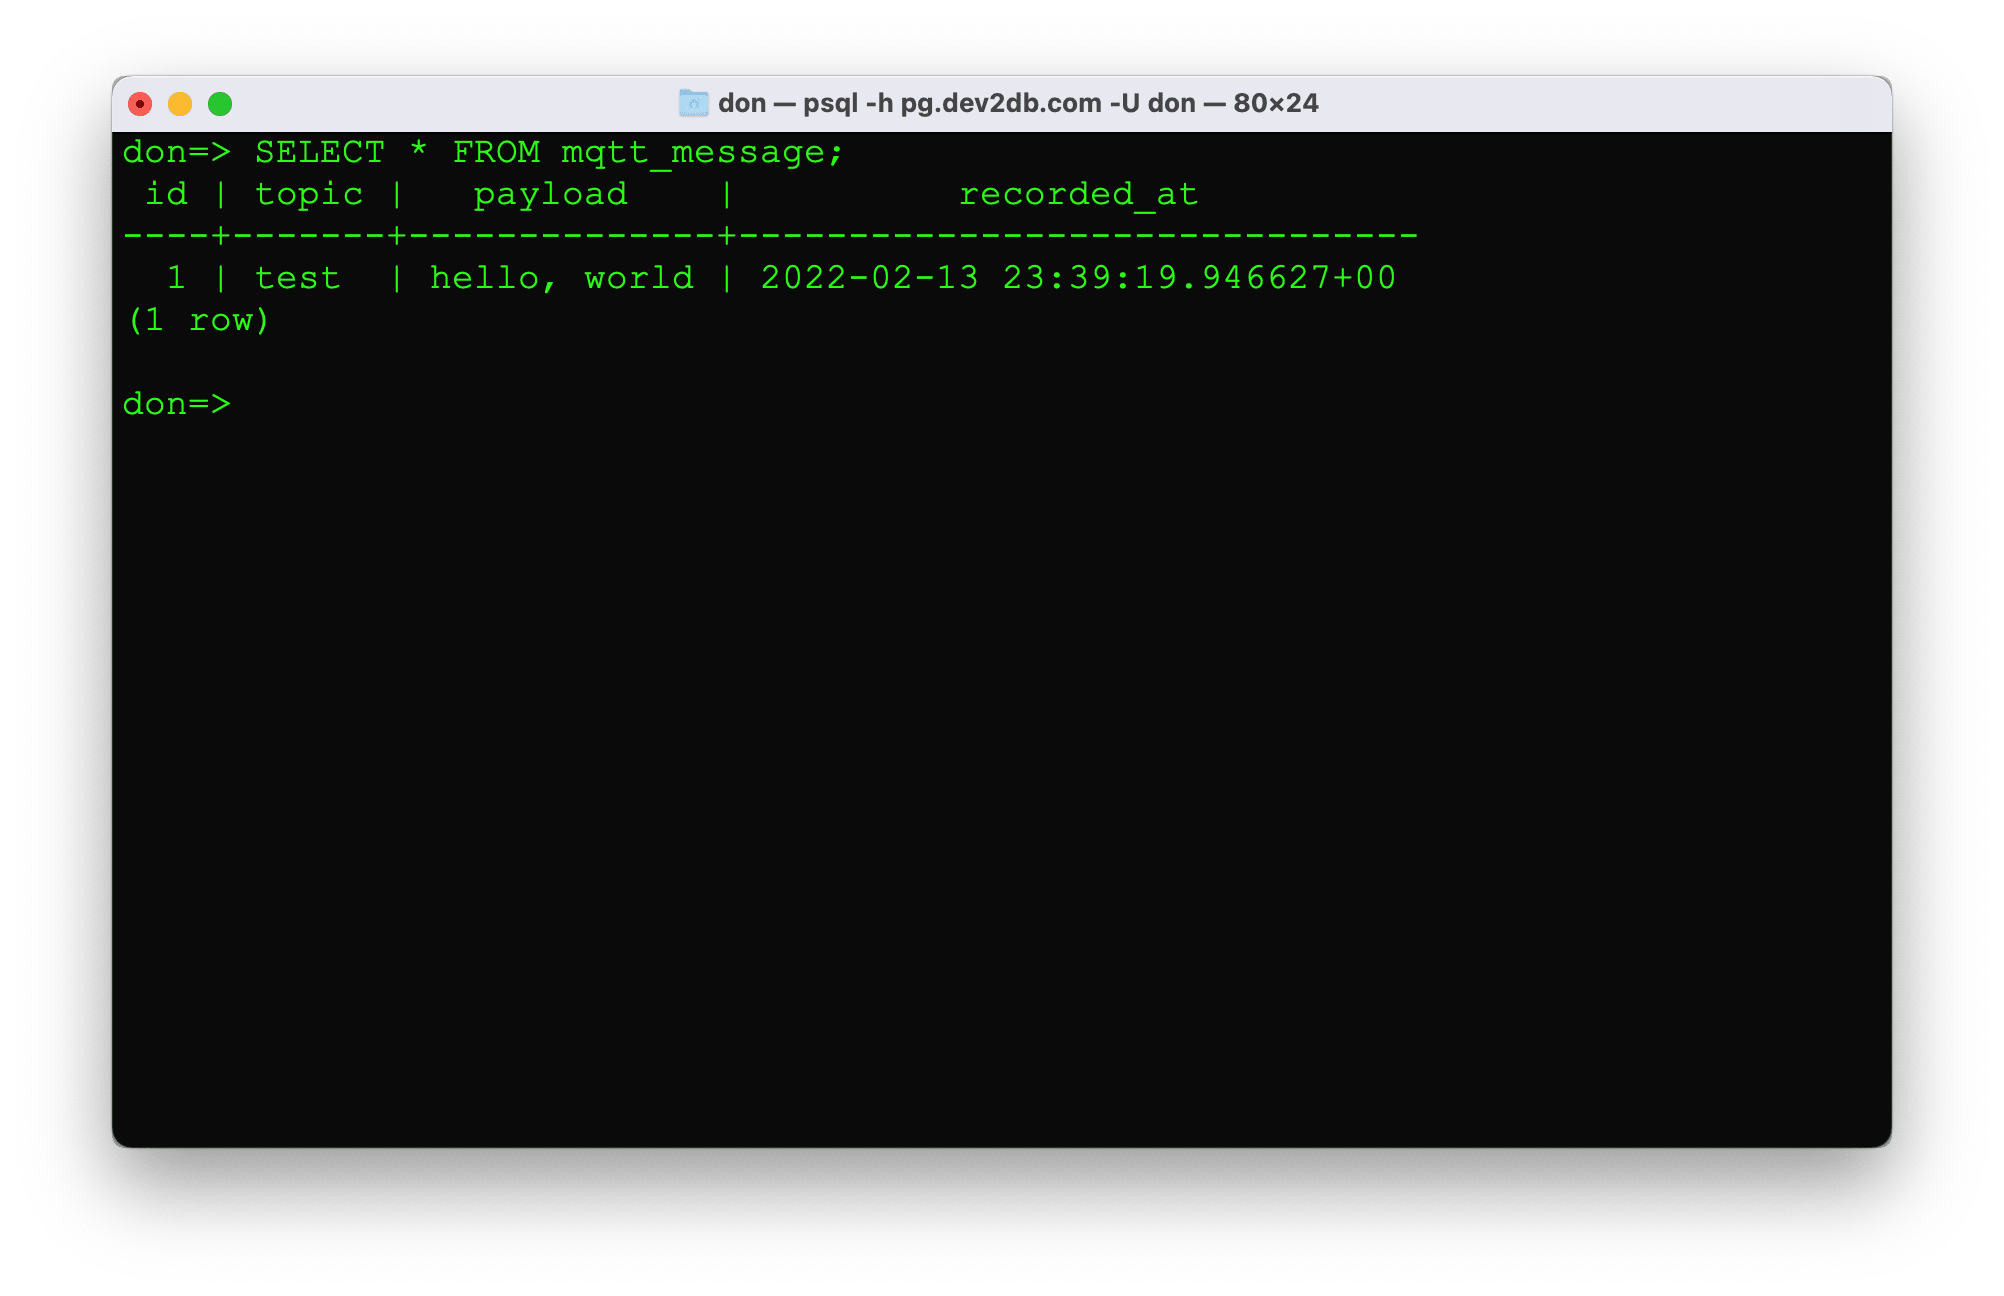 don — psql -h pg.dev2db.com -U don — 80×24
don=> SELECT * FROM mqtt_message;
 id | topic |   payload    |          recorded_at
----+-------+--------------+-------------------------------
  1 | test  | hello, world | 2022-02-13 23:39:19.946627+00
(1 row)
don=>